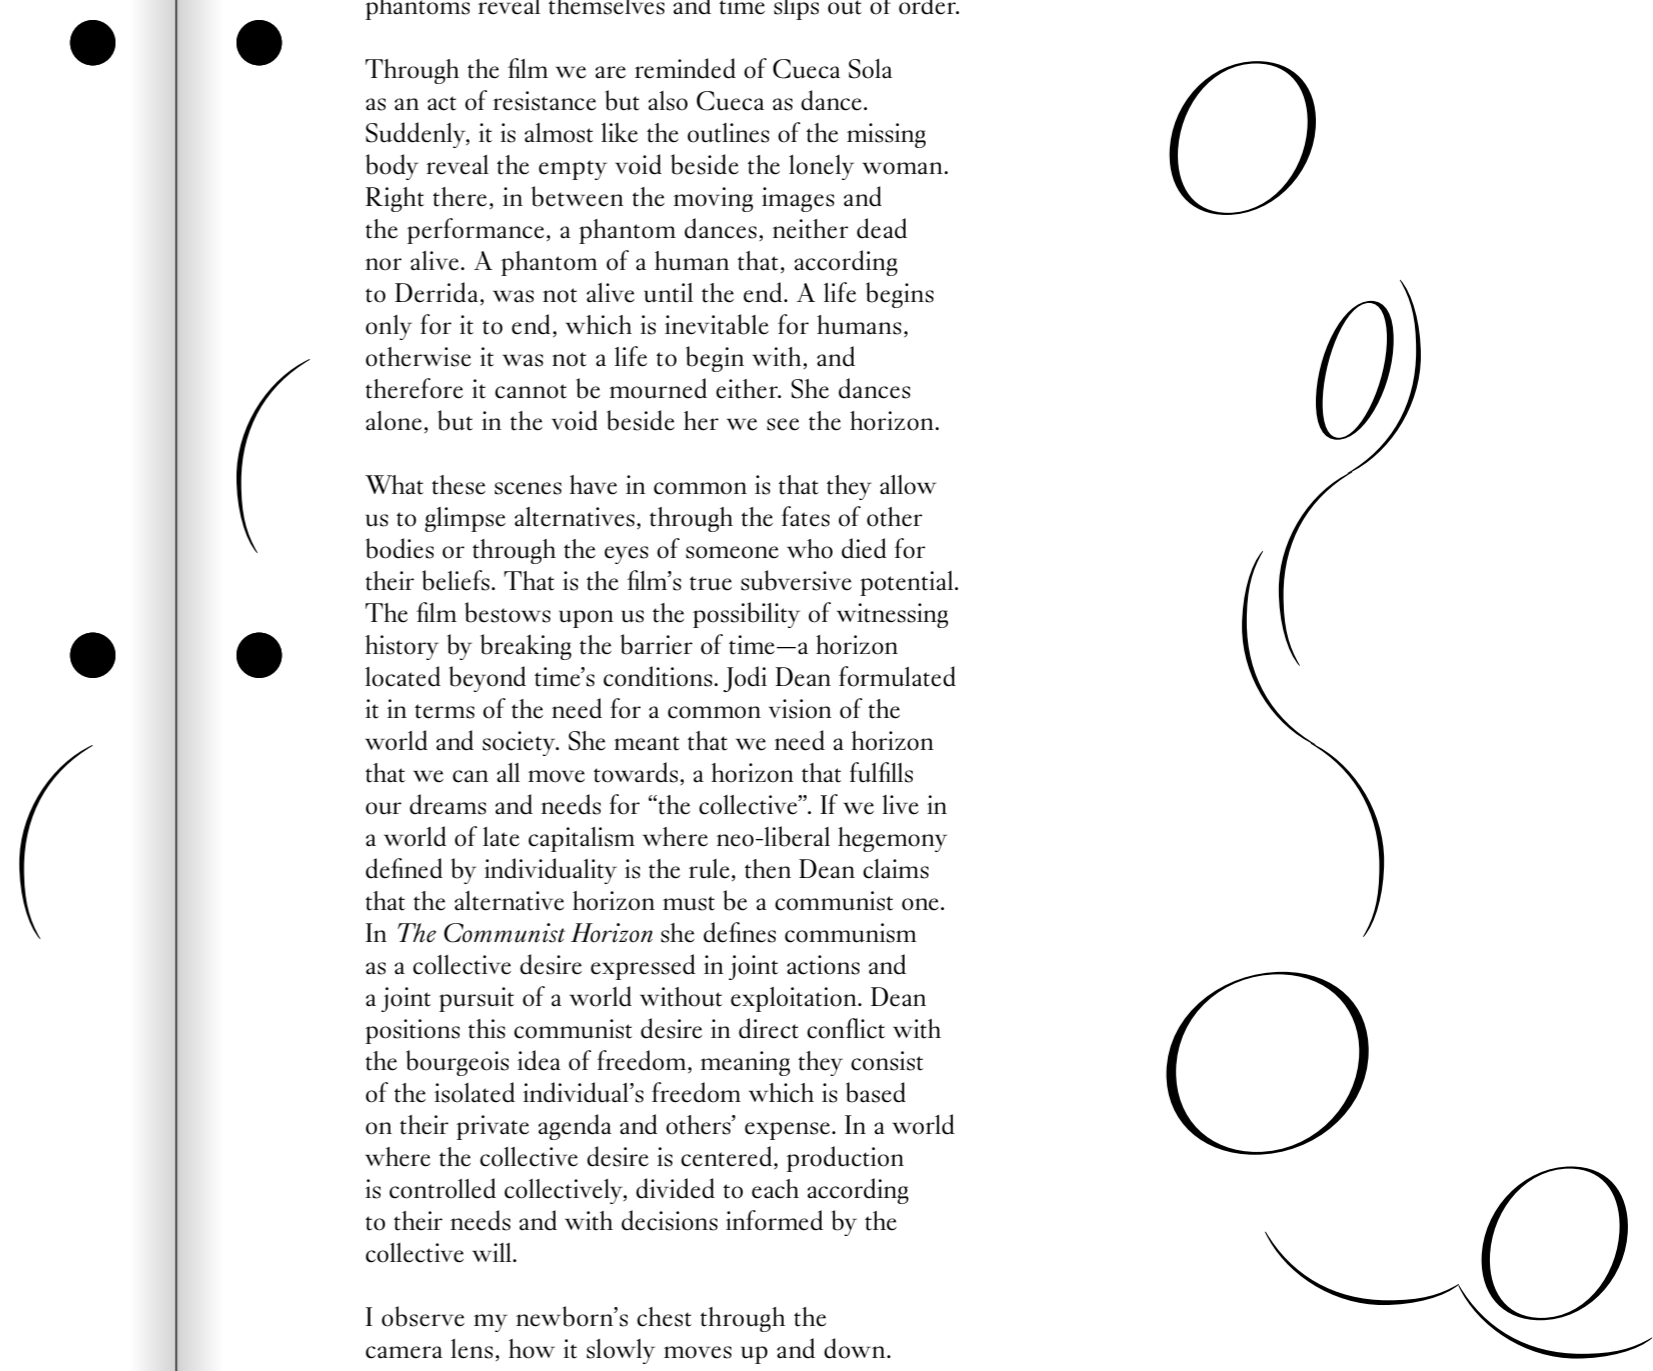 phantoms reveal themselves and time slips out of order.
Through the film we are reminded of Cueca Sola
as an act of resistance but also Cueca as dance.
Suddenly, it is almost like the outlines of the missing
body reveal the empty void beside the lonely woman.
Right there, in between the moving images and
the performance, a phantom dances, neither dead
nor alive. A phantom of a human that, according
to Derrida, was not alive until the end. A life begins
only for it to end, which is inevitable for humans,
otherwise it was not a life to begin with, and
therefore it cannot be mourned either. She dances
alone, but in the void beside her we see the horizon.
What these scenes have in common is that they allow
us to glimpse alternatives, through the fates of other
bodies or through the eyes of someone who died for
their beliefs. That is the film’s true subversive potential.
The film bestows upon us the possibility of witnessing
history by breaking the barrier of time—a horizon
located beyond time’s conditions. Jodi Dean formulated
it in terms of the need for a common vision of the
world and society. She meant that we need a horizon
that we can all move towards, a horizon that fulfills
our dreams and needs for “the collective”. If we live in
a world of late capitalism where neo-liberal hegemony
defined by individuality is the rule, then Dean claims
that the alternative horizon must be a communist one.
In The Communist Horizon she defines communism
as a collective desire expressed in joint actions and
a joint pursuit of a world without exploitation. Dean
positions this communist desire in direct conflict with
the bourgeois idea of freedom, meaning they consist
of the isolated individual’s freedom which is based
on their private agenda and others’ expense. In a world
where the collective desire is centered, production
is controlled collectively, divided to each according
to their needs and with decisions informed by the
collective will.
I observe my newborn’s chest through the
camera lens, how it slowly moves up and down.